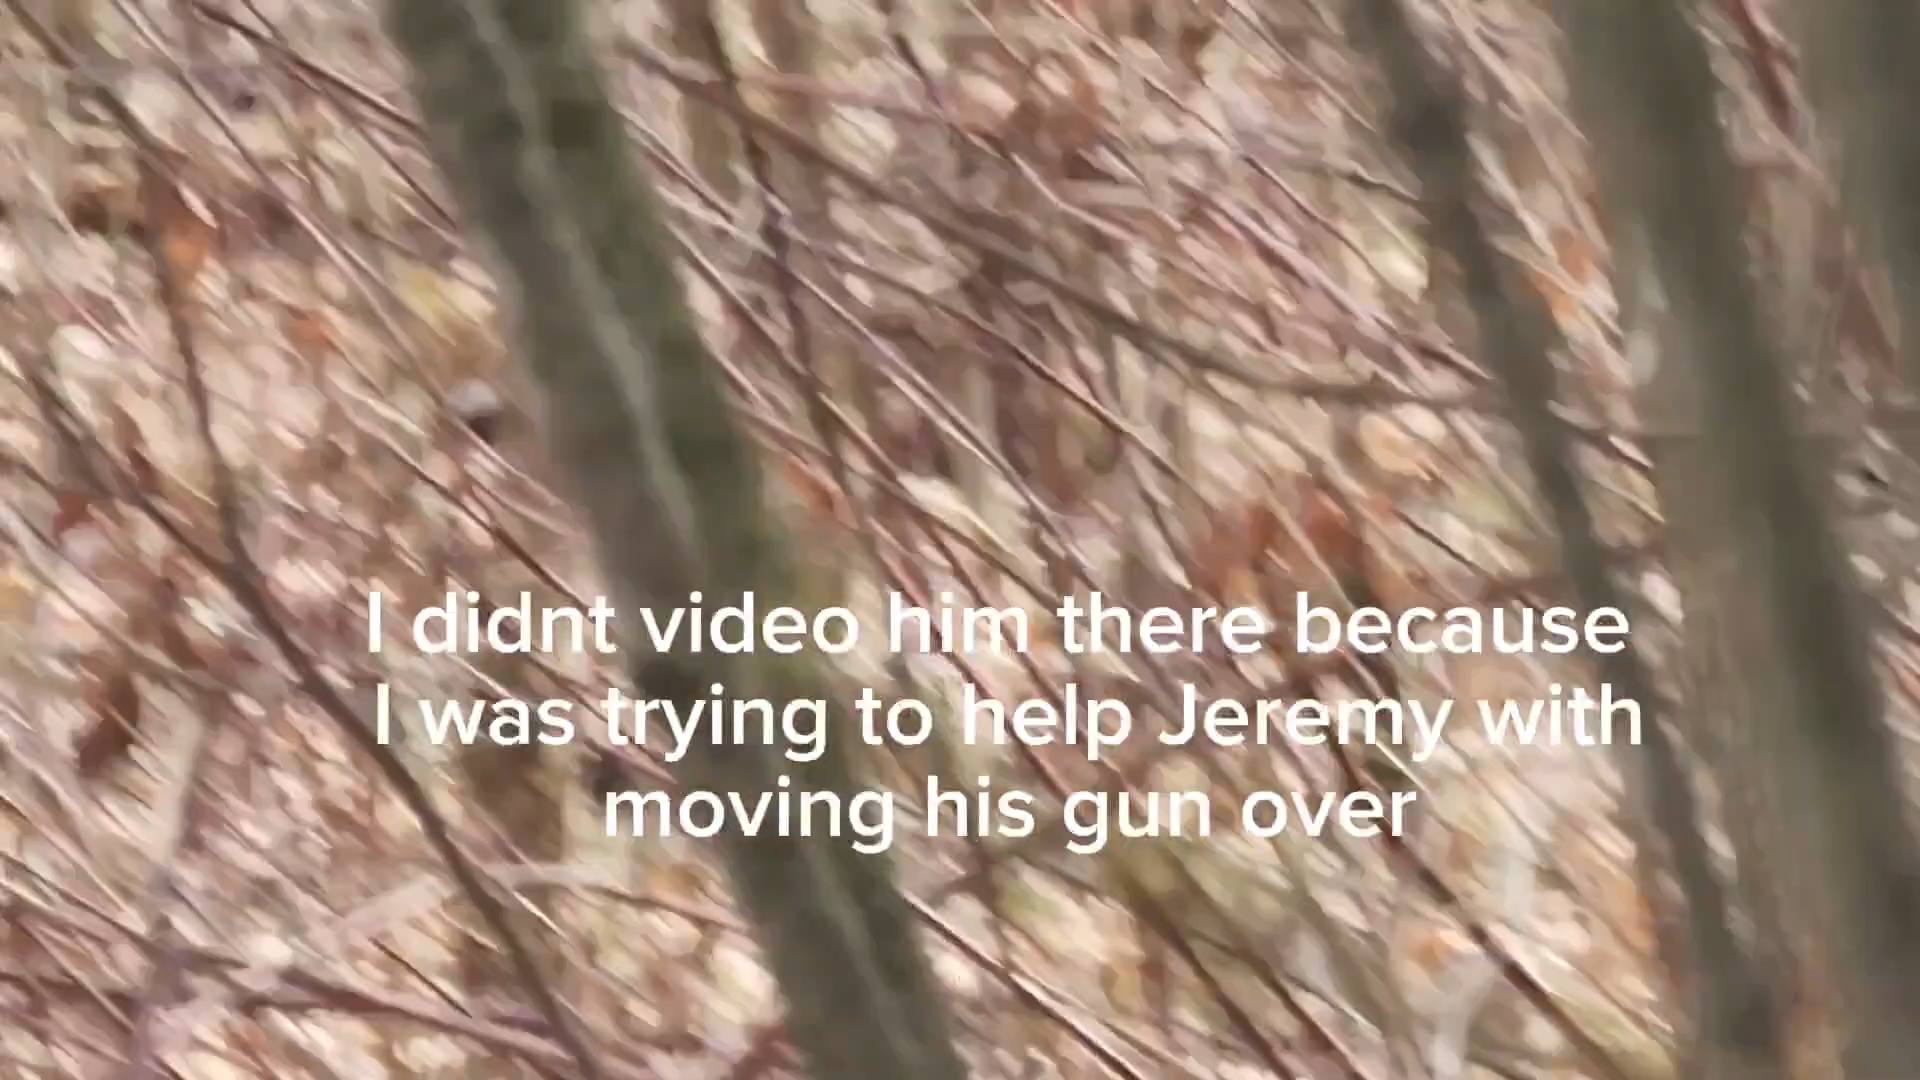 I didnt video him there because
I was trying to help Jeremy with
moving his gun over